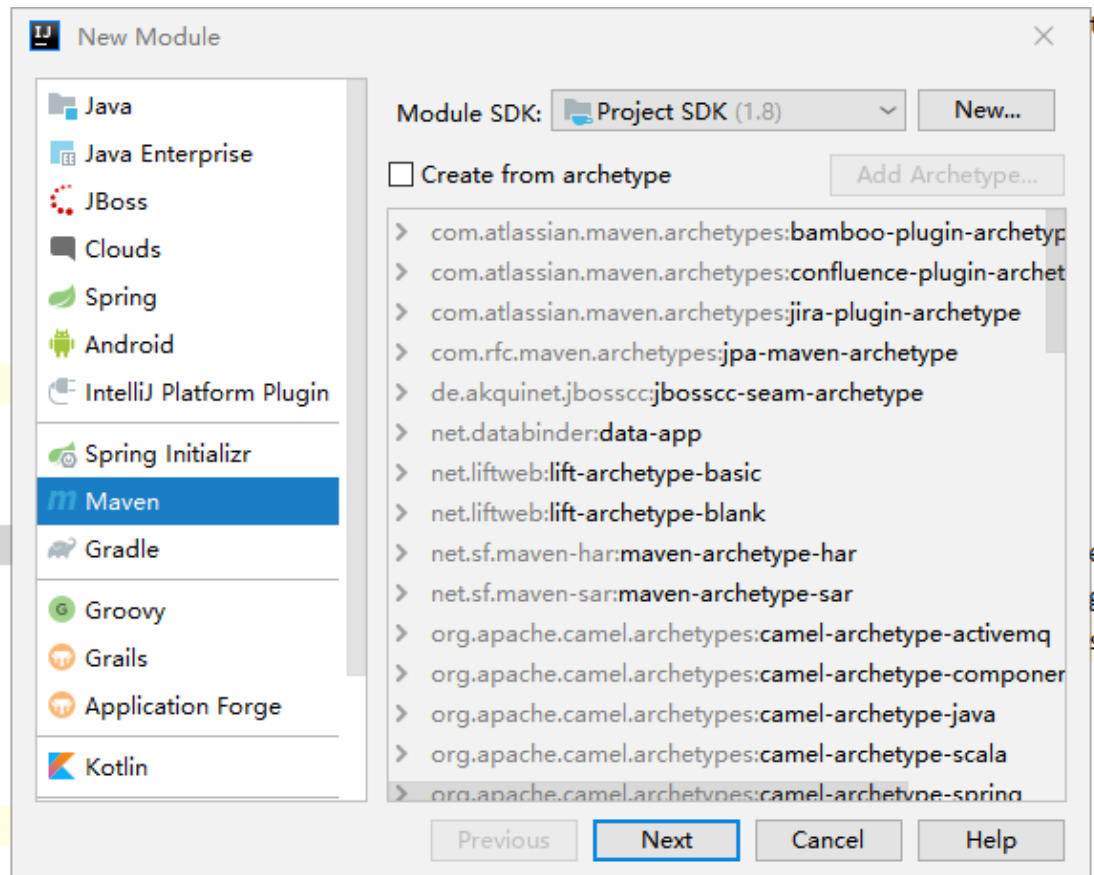 New Module
Java
Java Enterprise
JBoss
Clouds
Spring
Android
IntelliJ Platform Plugin
Spring Initializr
Maven
Gradle
Groovy
Grails
Application Forge
Kotlin
Module SDK: Project SDK (1.8) New...
Create from archetype Add Archetype...
com.atlassian.maven.archetypes:bamboo-plugin-archetyp
com.atlassian.maven.archetypes:confluence-plugin-archet
com.atlassian.maven.archetypes:jira-plugin-archetype
com.rfc.maven.archetypes:jpa-maven-archetype
de.akquinet.jbosscc:jbosscc-seam-archetype
net.databinder:data-app
net.liftweb:lift-archetype-basic
net.liftweb:lift-archetype-blank
net.sf.maven-har:maven-archetype-har
net.sf.maven-sar:maven-archetype-sar
org.apache.camel.archetypes:camel-archetype-activemq
org.apache.camel.archetypes:camel-archetype-componen
org.apache.camel.archetypes:camel-archetype-java
org.apache.camel.archetypes:camel-archetype-scala
org.apache.camel.archetypes:camel-archetype-spring
Previous Next Cancel Help